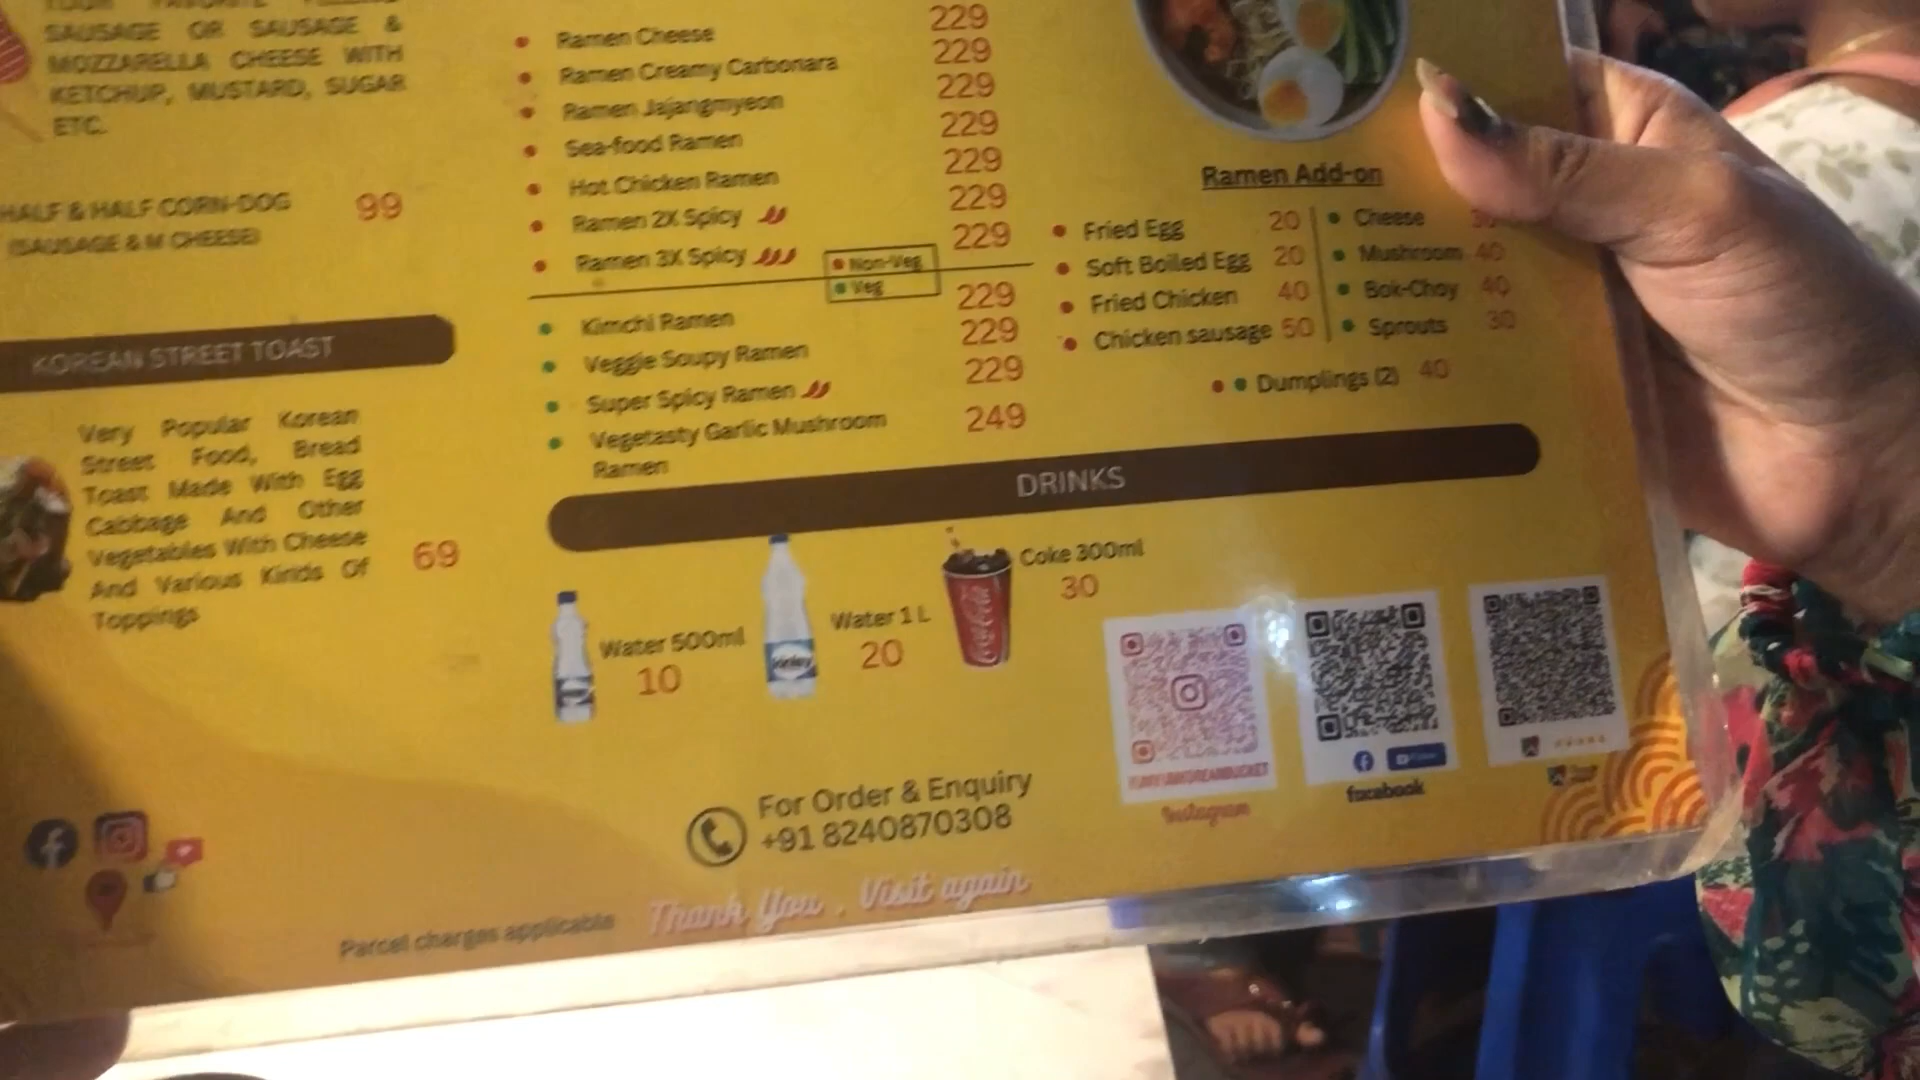 SAUSAGE OR SAUSAGE &
MOZZARELLA CHEESE WITH
KETCHUP, MUSTARD, SUGAR
ETC.
HALF & HALF CORN-DOG 99
(SAUSAGE & M CHEESE)
KOREAN STREET TOAST
Very Popular Korean
Street Food, Bread
Toast Made With Egg
Cabbage And Other
Vegetables With Cheese
And Various Kinds Of
Toppings
69
229
Ramen Cheese 229
Ramen Creamy Carbonara 229
Ramen Jajangmyeon 229
Sea-food Ramen 229
Hot Chicken Ramen 229
Ramen 2X Spicy 229
Ramen 3X Spicy
Non-Veg
Veg
Kimchi Ramen 229
Veggie Soupy Ramen 229
Super Spicy Ramen 229
Vegetasty Garlic Mushroom 249
Ramen
Ramen Add-on
Fried Egg 20
Soft Boiled Egg 20
Fried Chicken 40
Chicken sausage 50
Cheese
Mushroom 40
Bok-Choy 40
Sprouts 30
Dumplings (2) 40
DRINKS
Water 500ml
10
Water 1 L
20
Coke 300ml
30
Coca-Cola
Kinley
For Order & Enquiry
+91 8240870308
Instagram
facebook
Parcel charges applicable
Thank You , Visit again